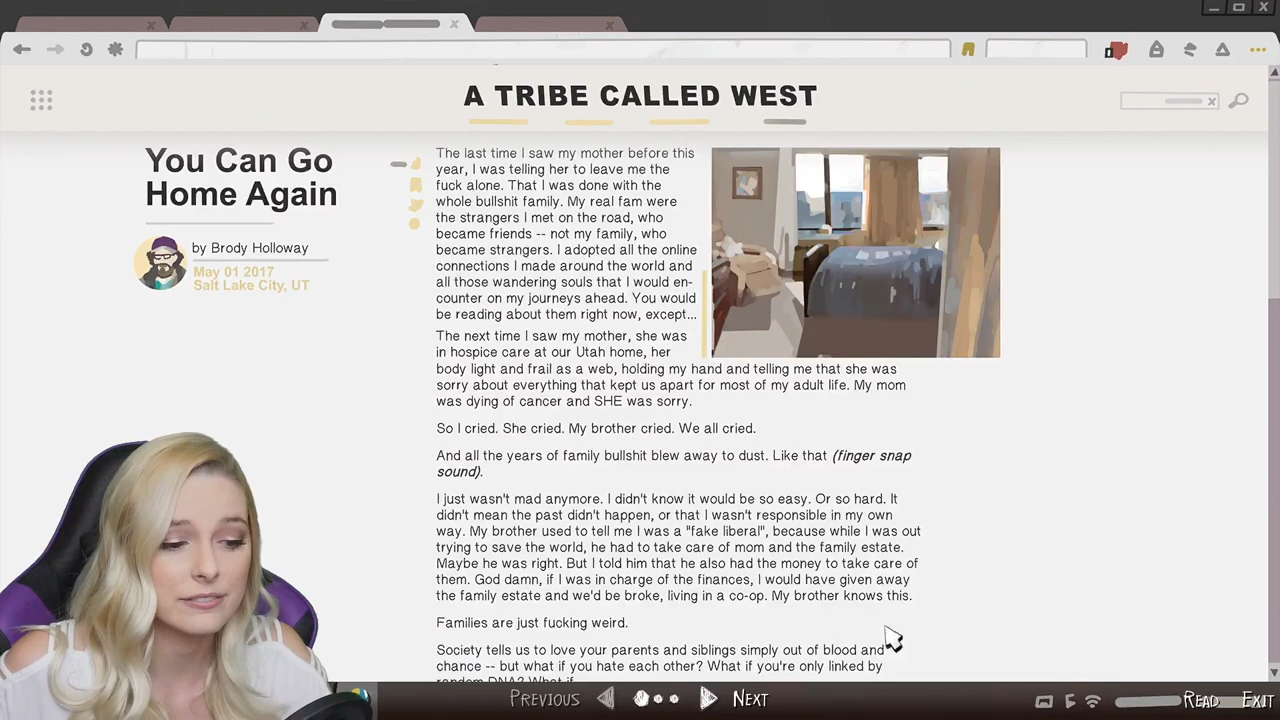 A TRIBE CALLED WEST
You Can Go
Home Again
by Brody Holloway
May 01 2017
Salt Lake City, UT
The last time I saw my mother before this
year, I was telling her to leave me the
fuck alone. That I was done with the
whole bullshit family. My real fam were
the strangers I met on the road, who
became friends -- not my family, who
became strangers. I adopted all the online
connections I made around the world and
all those wandering souls that I would en-
counter on my journeys ahead. You would
be reading about them right now, except...
The next time I saw my mother, she was
in hospice care at our Utah home, her
body light and frail as a web, holding my hand and telling me that she was
sorry about everything that kept us apart for most of my adult life. My mom
was dying of cancer and SHE was sorry.
So I cried. She cried. My brother cried. We all cried.
And all the years of family bullshit blew away to dust. Like that (finger snap
sound).
I just wasn't mad anymore. I didn't know it would be so easy. Or so hard. It
didn't mean the past didn't happen, or that I wasn't responsible in my own
way. My brother used to tell me I was a "fake liberal", because while I was out
trying to save the world, he had to take care of mom and the family estate.
Maybe he was right. But I told him that he also had the money to take care of
them. God damn, if I was in charge of the finances, I would have given away
the family estate and we'd be broke, living in a co-op. My brother knows this.
Families are just fucking weird.
Society tells us to love your parents and siblings simply out of blood and
chance -- but what if you hate each other? What if you're only linked by
random DNA? What if
PREVIOUS
NEXT
READ
EXIT